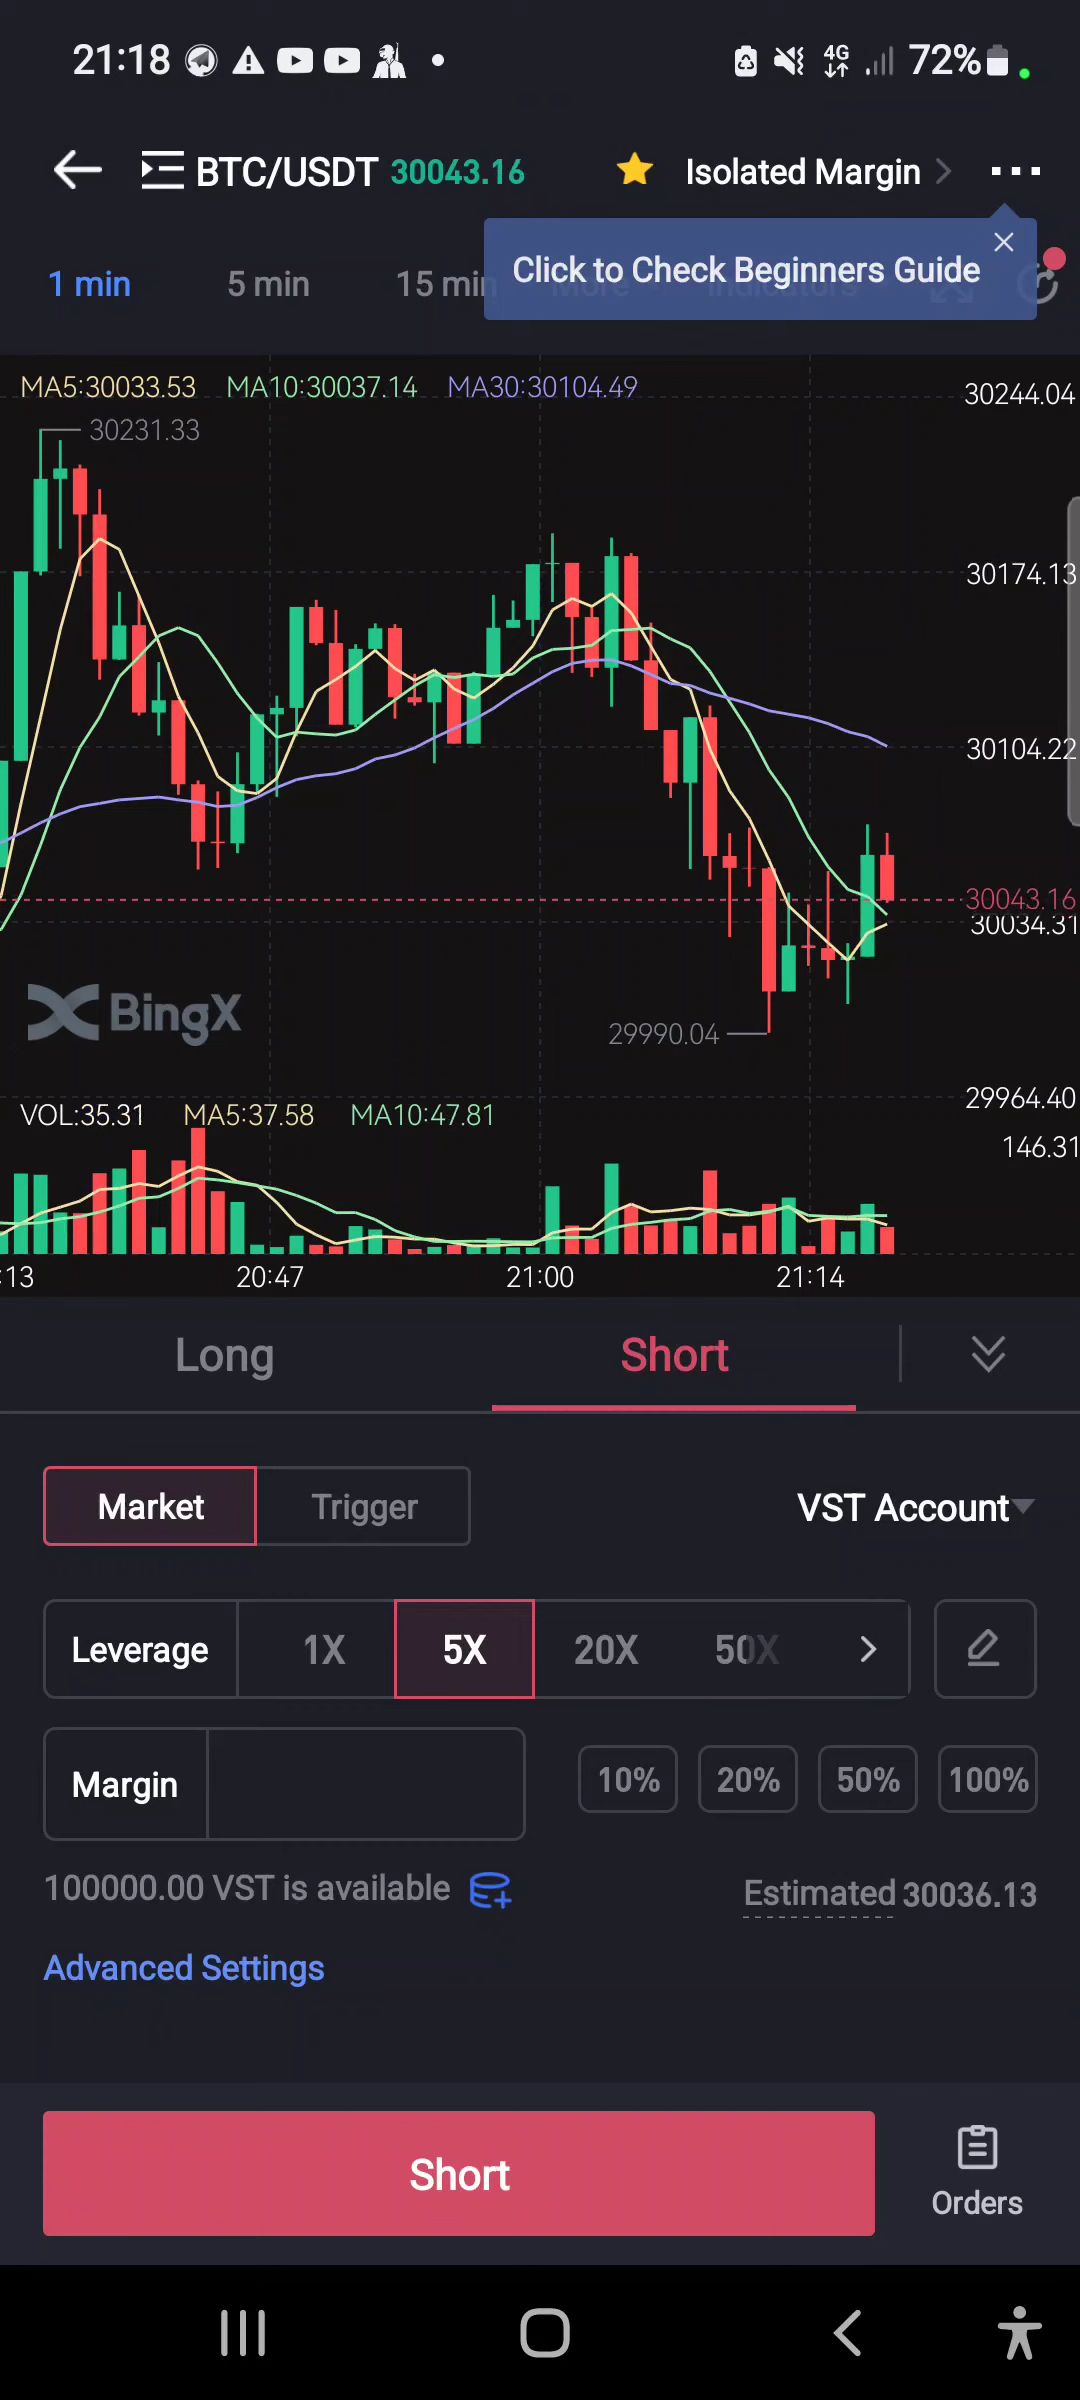 21:18 4G 72%
BTC/USDT 30043.16 Isolated Margin
Click to Check Beginners Guide
1 min 5 min 15 min More Indicators
MA5:30033.53 MA10:30037.14 MA30:30104.49
30244.04
30231.33
30174.13
30104.22
30043.16
30034.31
BingX
29990.04
29964.40
VOL:35.31 MA5:37.58 MA10:47.81
146.31
:13 20:47 21:00 21:14
Long Short
Market Trigger VST Account
Leverage 1X 5X 20X 50X
Margin 10% 20% 50% 100%
100000.00 VST is available Estimated 30036.13
Advanced Settings
Short
Orders